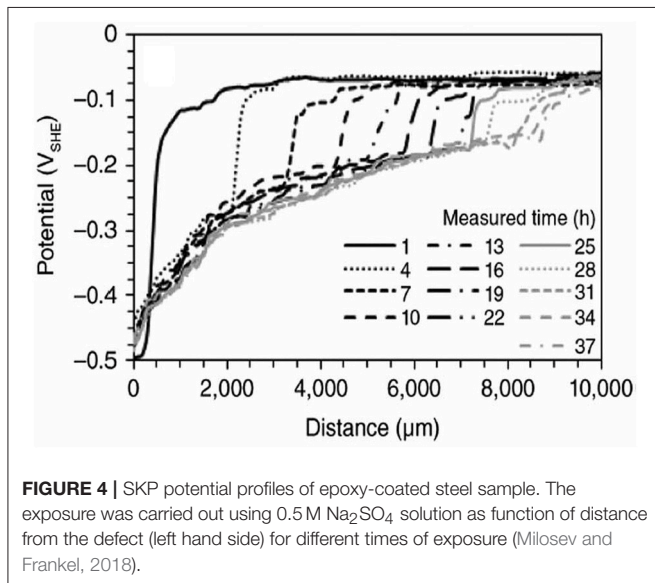 0
−0.1
−0.2
−0.3
−0.4
−0.5
Potential (V_SHE)
0 2,000 4,000 6,000 8,000 10,000
Distance (μm)
Measured time (h)
1 13 25
4 16 28
7 19 31
10 22 34
37
FIGURE 4 | SKP potential profiles of epoxy-coated steel sample. The
exposure was carried out using 0.5 M Na₂SO₄ solution as function of distance
from the defect (left hand side) for different times of exposure (Milosev and
Frankel, 2018).